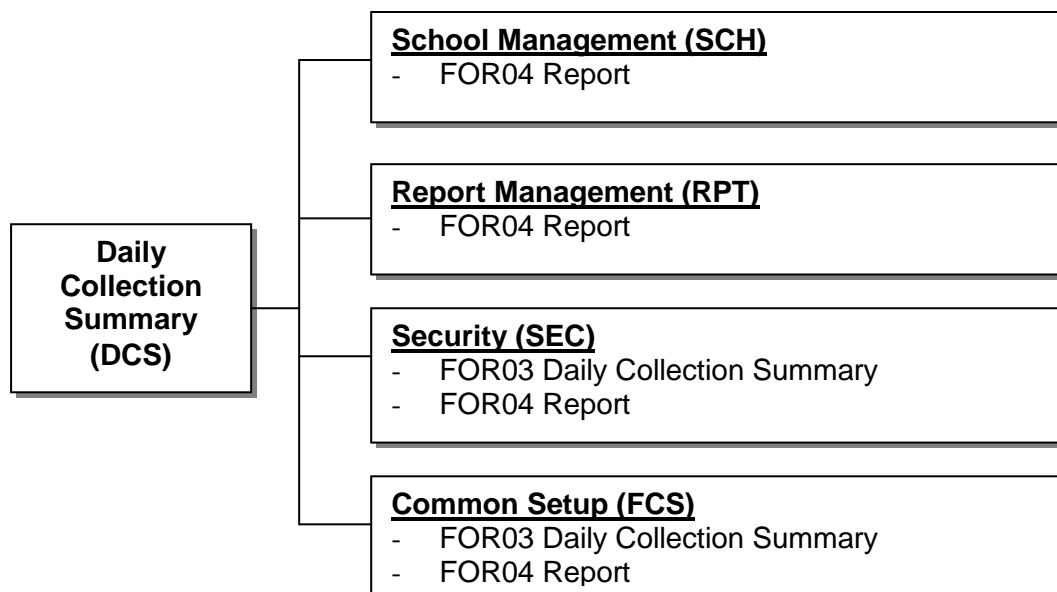 School Management (SCH)
- FOR04 Report
Report Management (RPT)
- FOR04 Report
Daily
Collection
Summary
(DCS)
Security (SEC)
- FOR03 Daily Collection Summary
- FOR04 Report
Common Setup (FCS)
- FOR03 Daily Collection Summary
- FOR04 Report